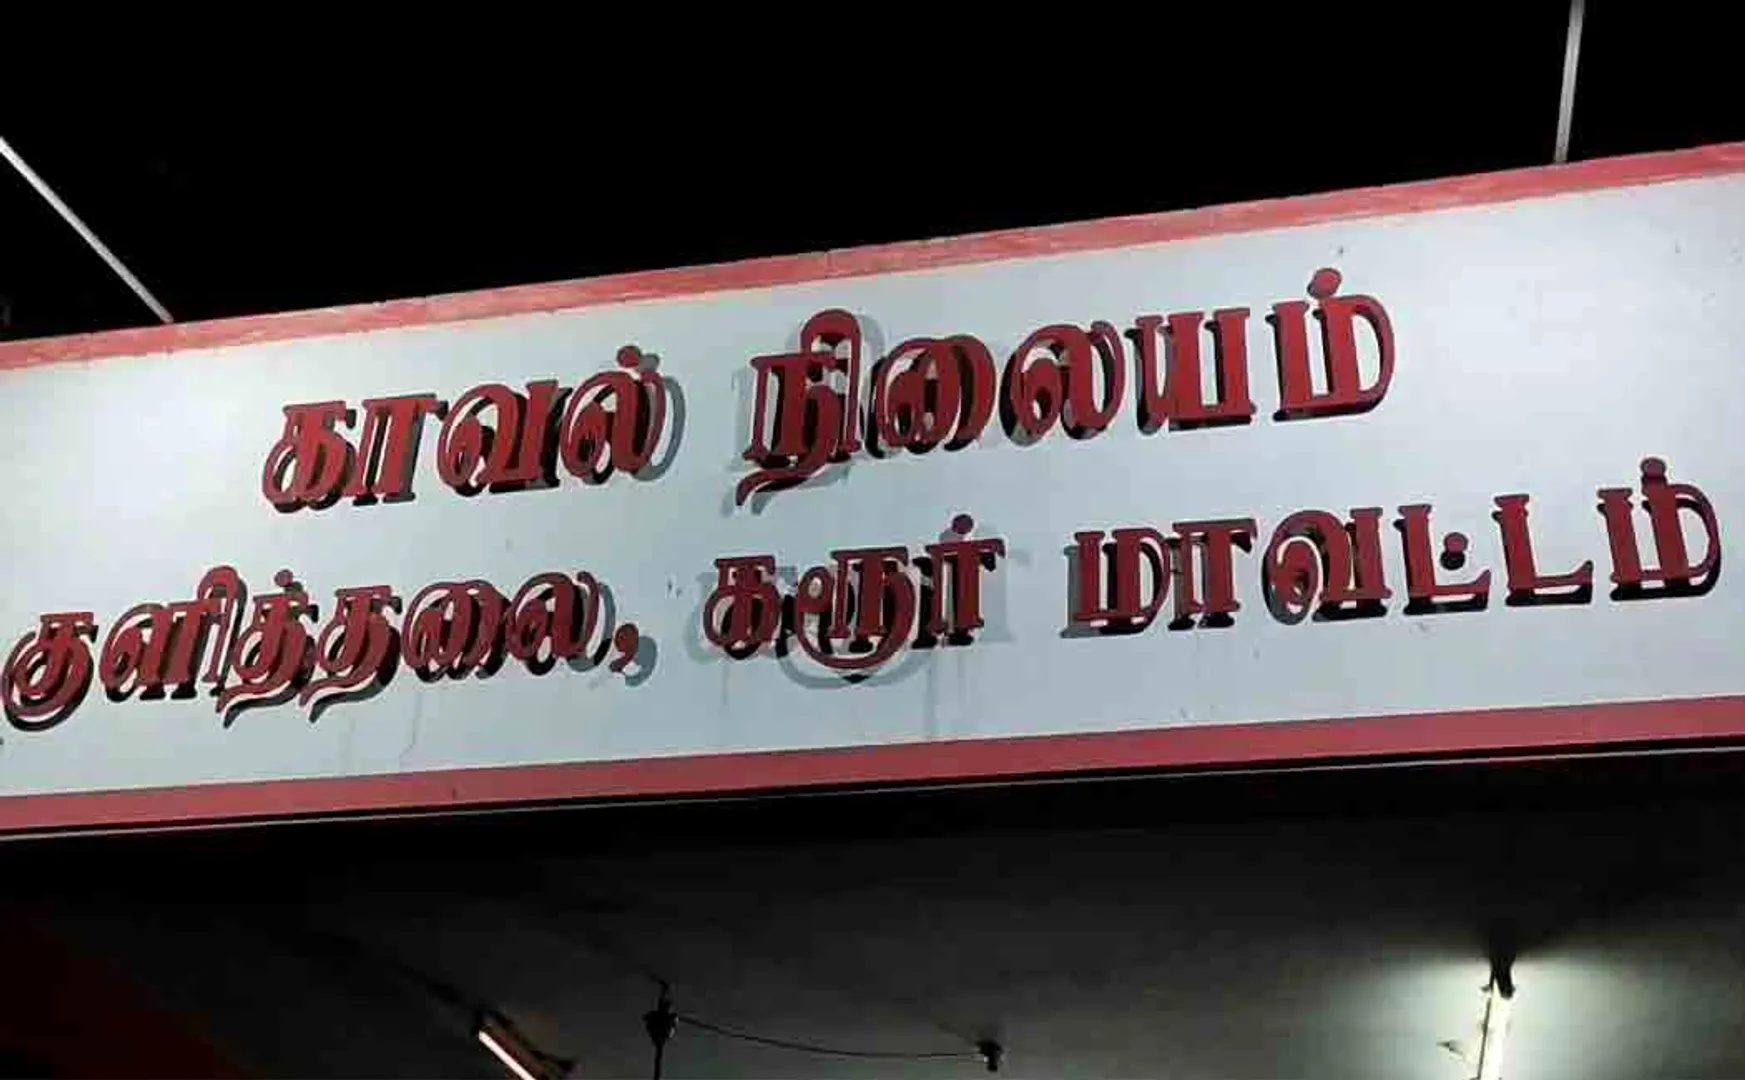 காவல் நிலையம்
குளித்தலை, கரூர் மாவட்டம்